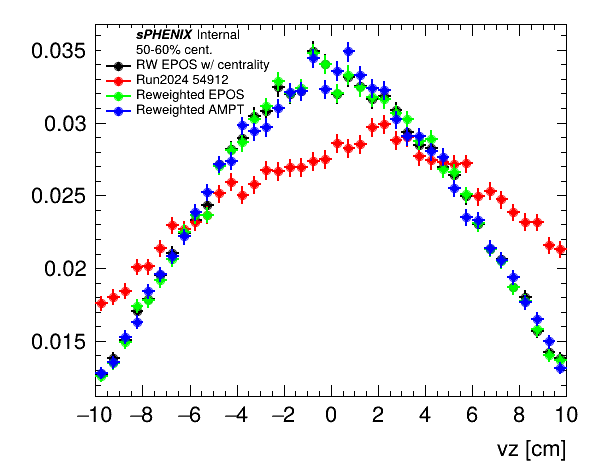 sPHENIX Internal
50-60% cent.
RW EPOS w/ centrality
Run2024 54912
Reweighted EPOS
Reweighted AMPT
0.035
0.03
0.025
0.02
0.015
−10 −8 −6 −4 −2 0 2 4 6 8 10
vz [cm]